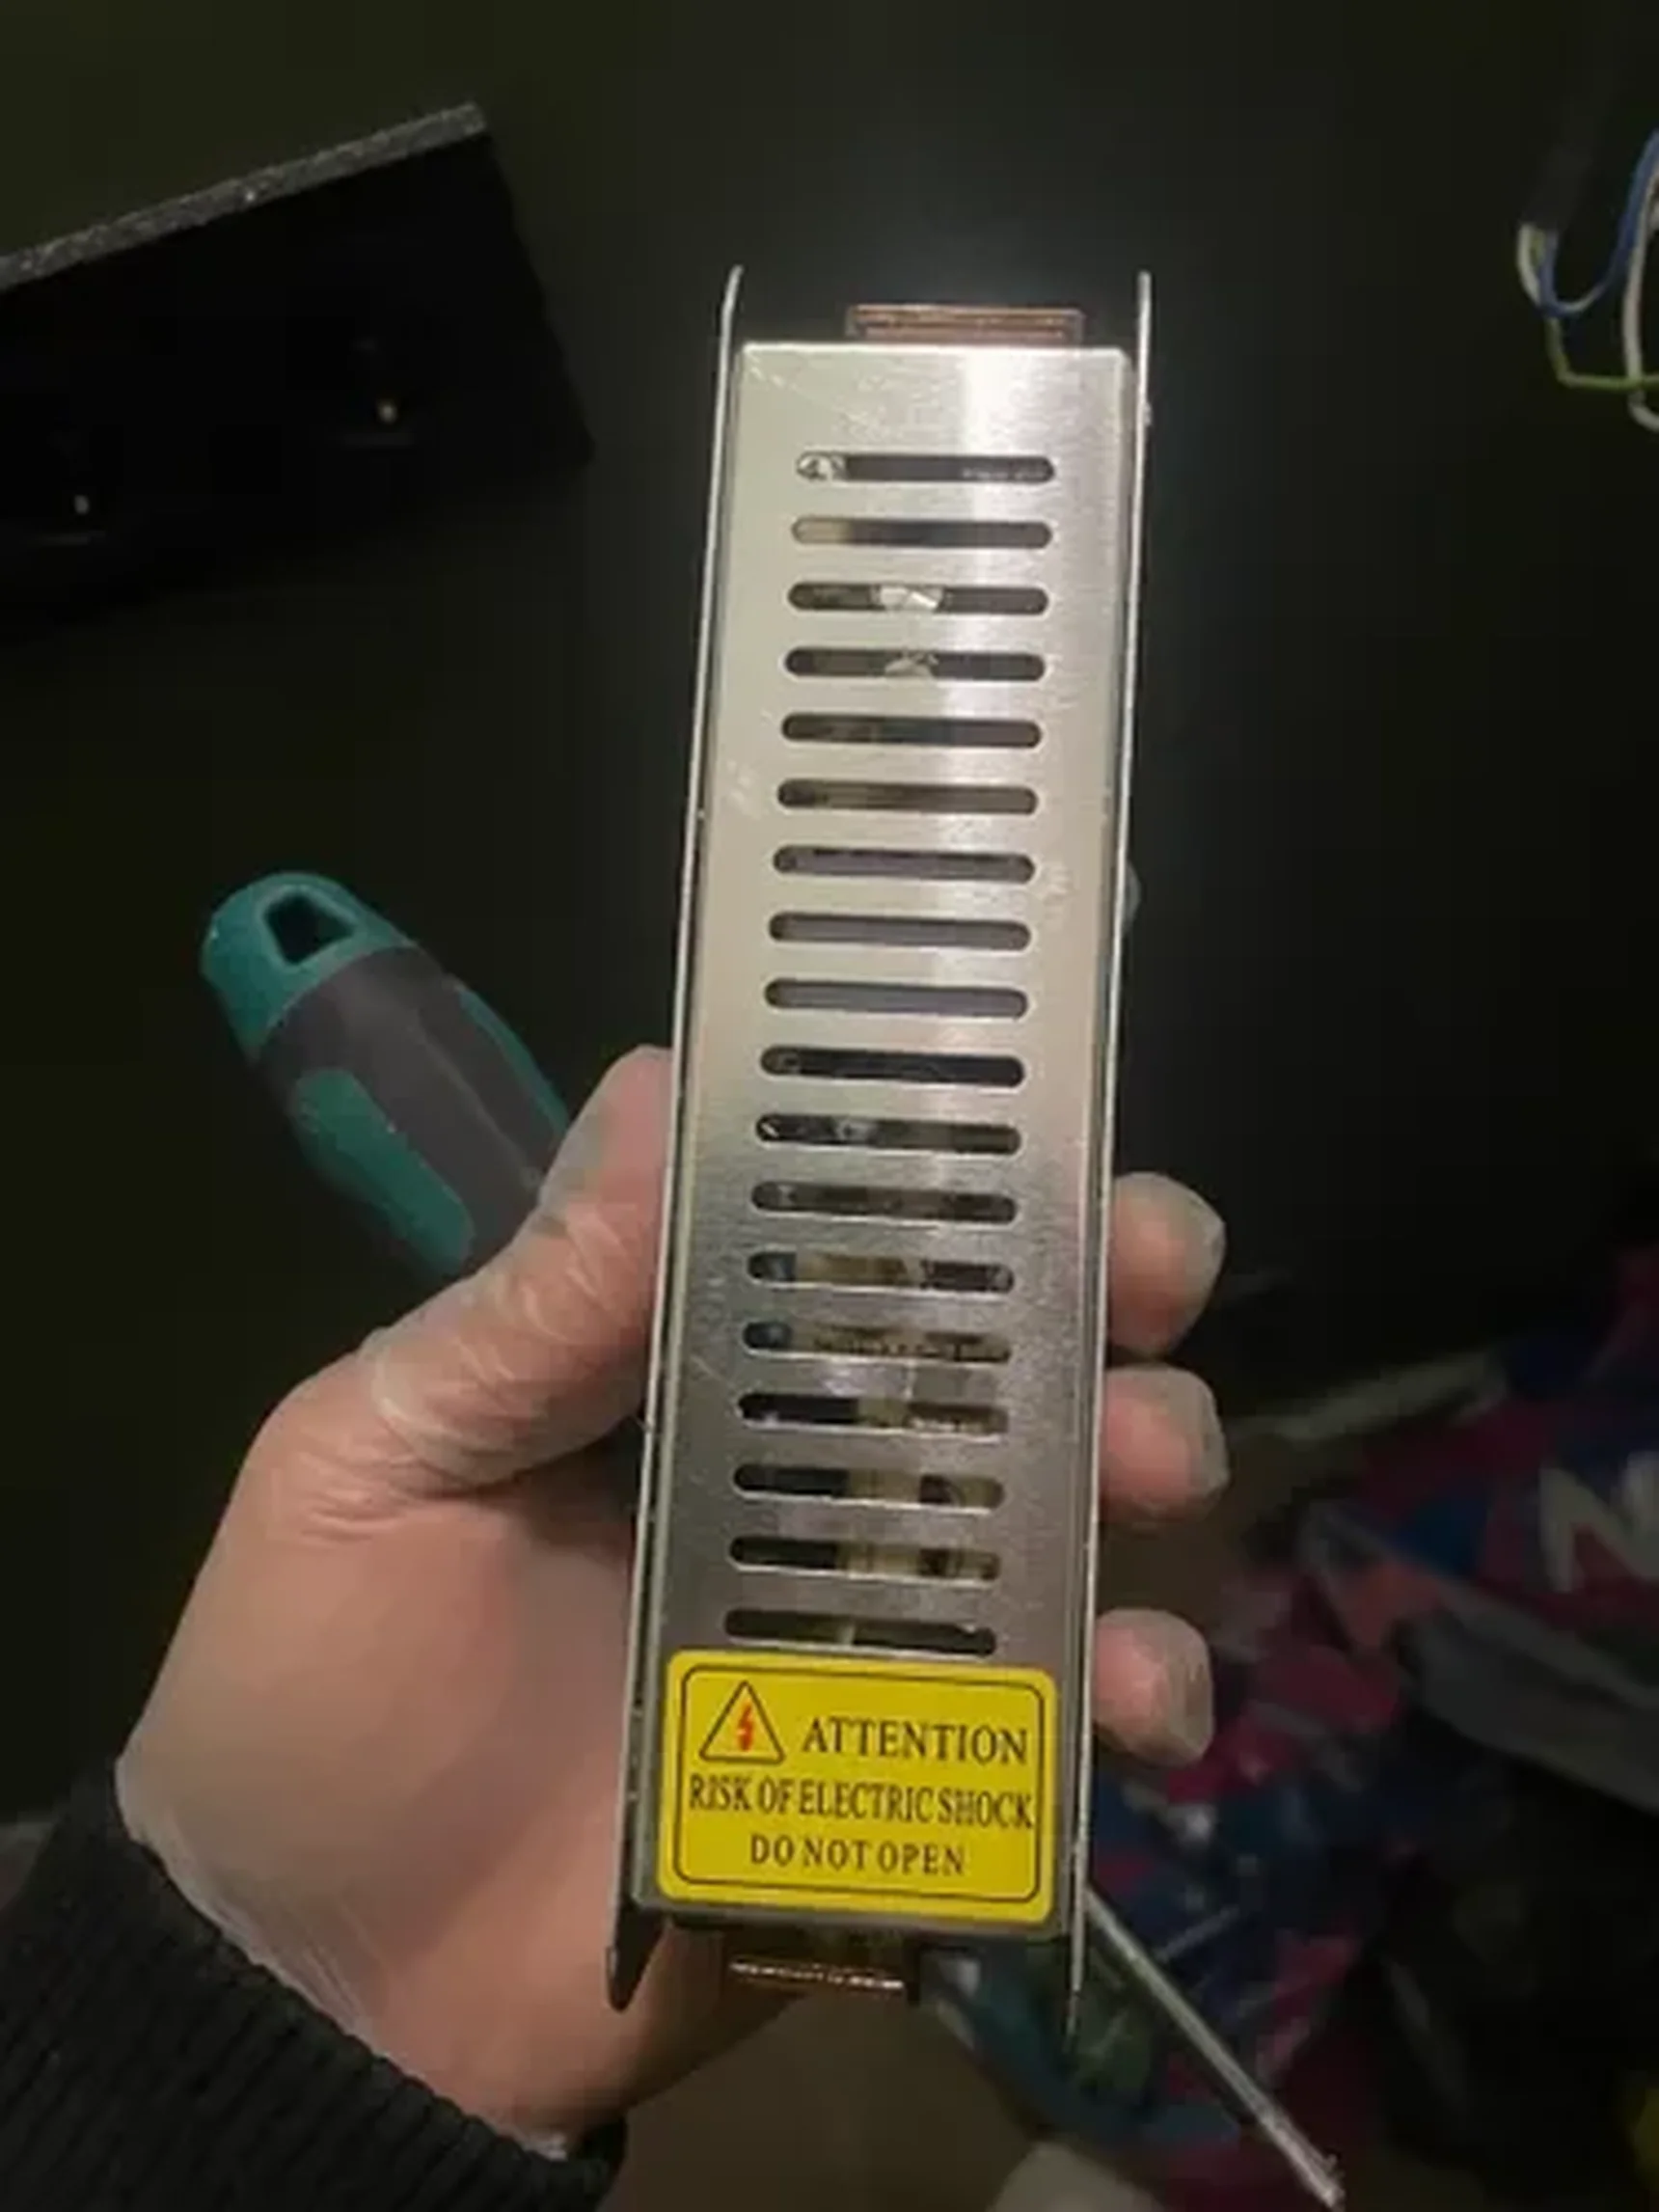 ATTENTION
RISK OF ELECTRIC SHOCK
DO NOT OPEN